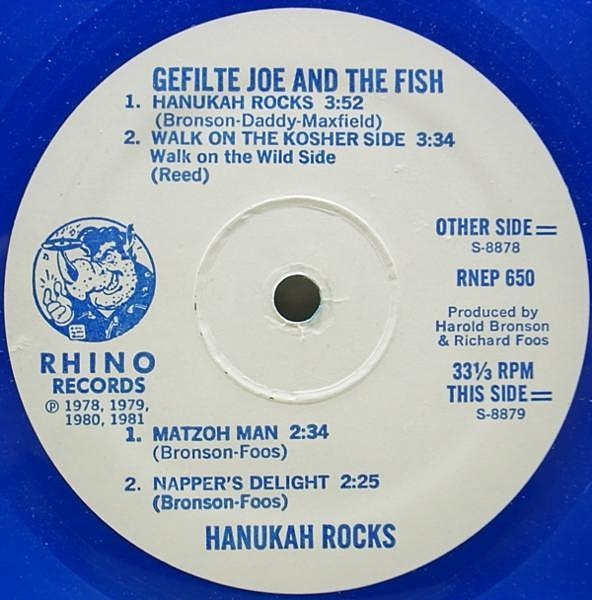 GEFILTE JOE AND THE FISH
1. HANUKAH ROCKS 3:52
(Bronson-Daddy-Maxfield)
2. WALK ON THE KOSHER SIDE 3:34
Walk on the Wild Side
(Reed)
OTHER SIDE=
S-8878
RNEP 650
Produced by
Harold Bronson
& Richard Foos
33⅓ RPM
THIS SIDE=
S-8879
RHINO
RECORDS
℗ 1978, 1979,
1980, 1981
1. MATZOH MAN 2:34
(Bronson-Foos)
2. NAPPER'S DELIGHT 2:25
(Bronson-Foos)
HANUKAH ROCKS